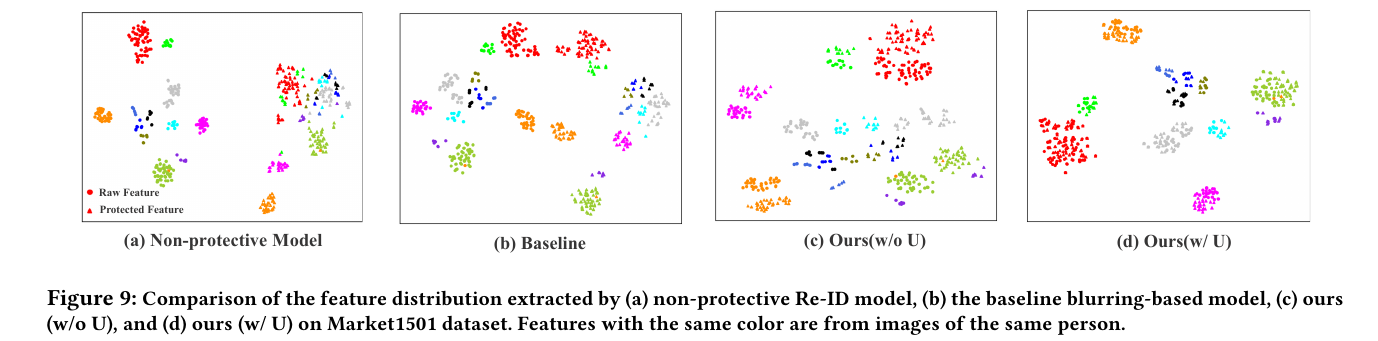 Raw Feature
Protected Feature
(a) Non-protective Model
(b) Baseline
(c) Ours(w/o U)
(d) Ours(w/ U)
Figure 9: Comparison of the feature distribution extracted by (a) non-protective Re-ID model, (b) the baseline blurring-based model, (c) ours
(w/o U), and (d) ours (w/ U) on Market1501 dataset. Features with the same color are from images of the same person.